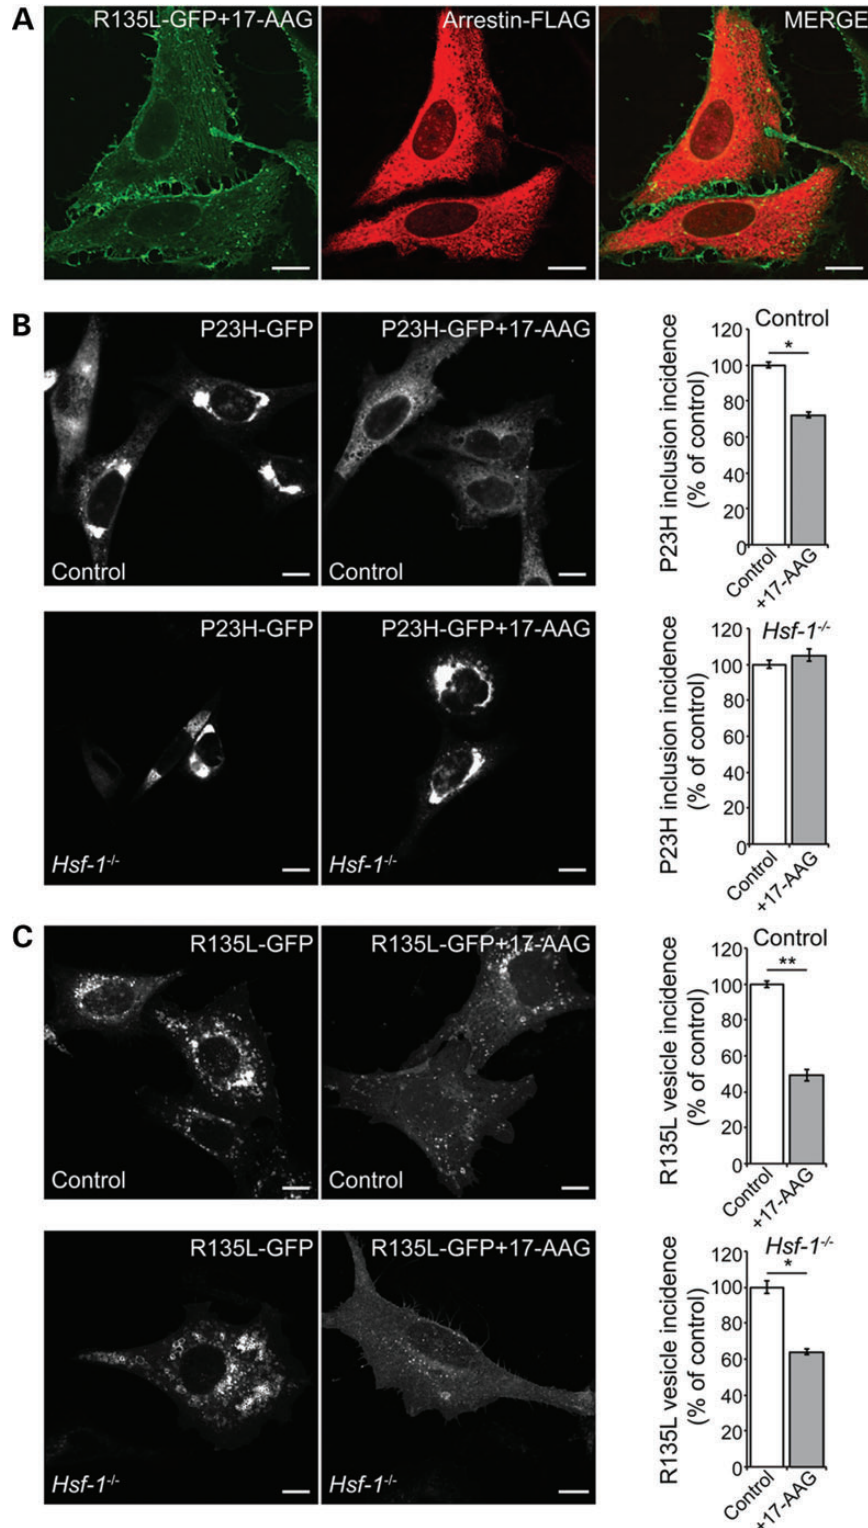 A
R135L-GFP+17-AAG
Arrestin-FLAG
MERGE
B
P23H-GFP
Control
P23H-GFP+17-AAG
Control
Control
P23H inclusion incidence
(% of control)
120
100
80
60
40
20
0
*
Control
+17-AAG
P23H-GFP
Hsf-1-/-
P23H-GFP+17-AAG
Hsf-1-/-
Hsf-1-/-
P23H inclusion incidence
(% of control)
120
100
80
60
40
20
0
Control
+17-AAG
C
R135L-GFP
Control
R135L-GFP+17-AAG
Control
Control
R135L vesicle incidence
(% of control)
120
100
80
60
40
20
0
**
Control
+17-AAG
R135L-GFP
Hsf-1-/-
R135L-GFP+17-AAG
Hsf-1-/-
Hsf-1-/-
R135L vesicle incidence
(% of control)
120
100
80
60
40
20
0
*
Control
+17-AAG